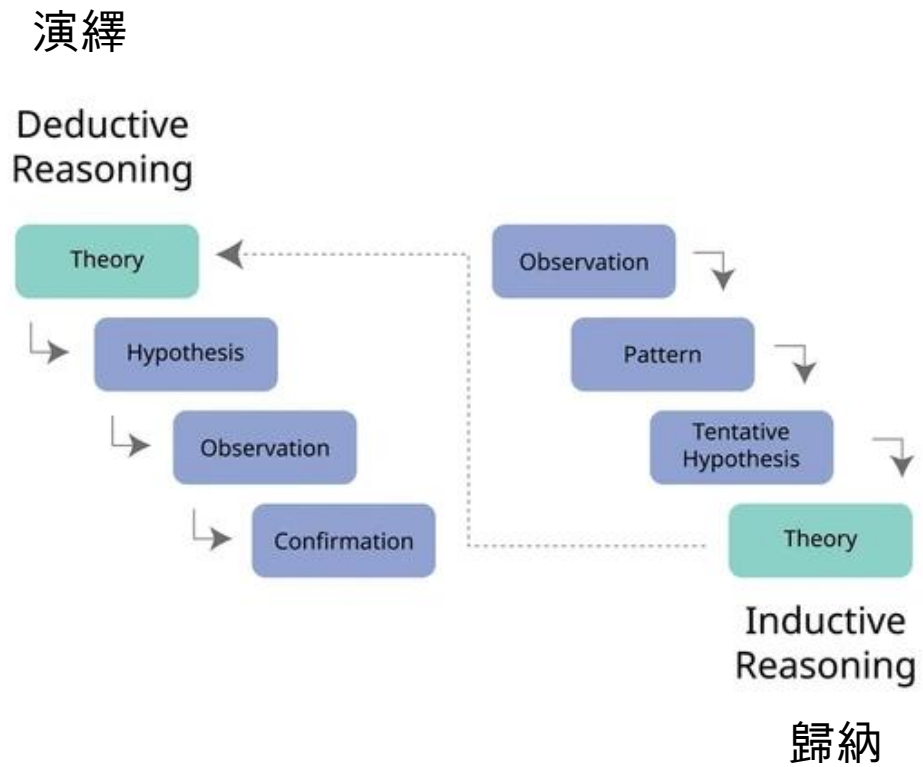 演繹
Deductive
Reasoning
Theory
Hypothesis
Observation
Confirmation
Observation
Pattern
Tentative
Hypothesis
Theory
Inductive
Reasoning
歸納